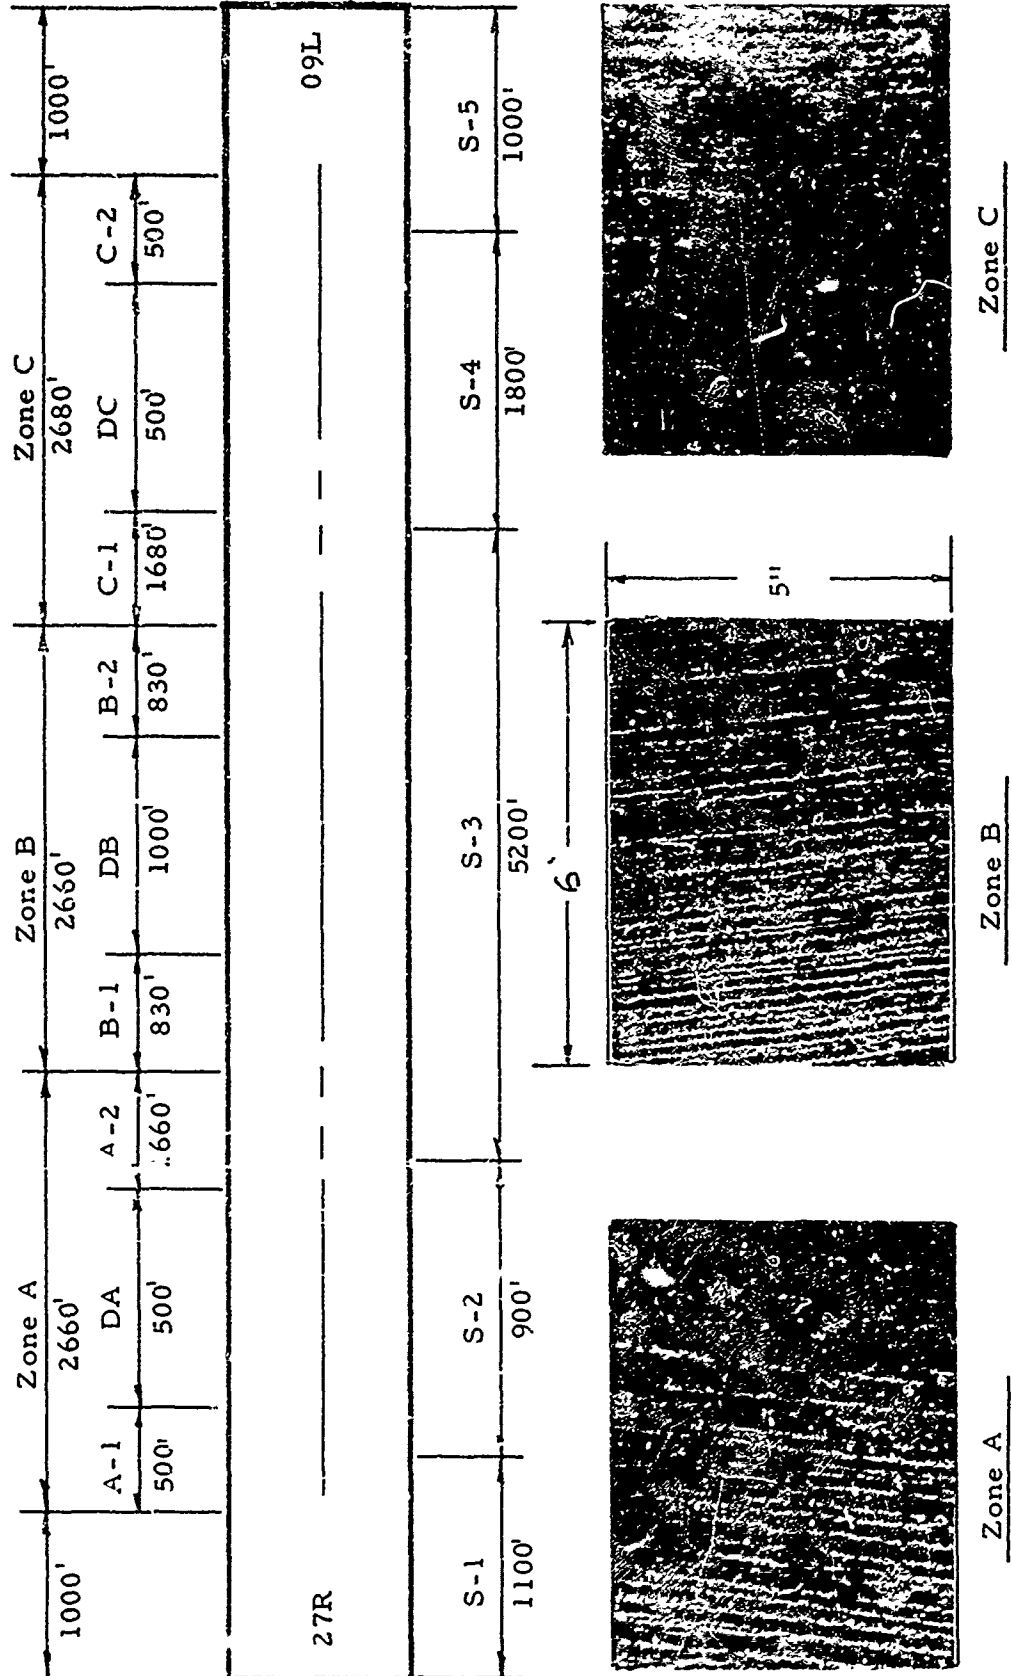 1000'
Zone A
2660'
Zone B
2660'
Zone C
2680'
1000'
A-1
500'
DA
500'
A-2
660'
B-1
830'
DB
1000'
B-2
830'
C-1
1680'
DC
500'
C-2
500'
27R
09L
S-1
1100'
S-2
900'
S-3
5200'
S-4
1800'
S-5
1000'
6'
5"
Zone A
Zone B
Zone C